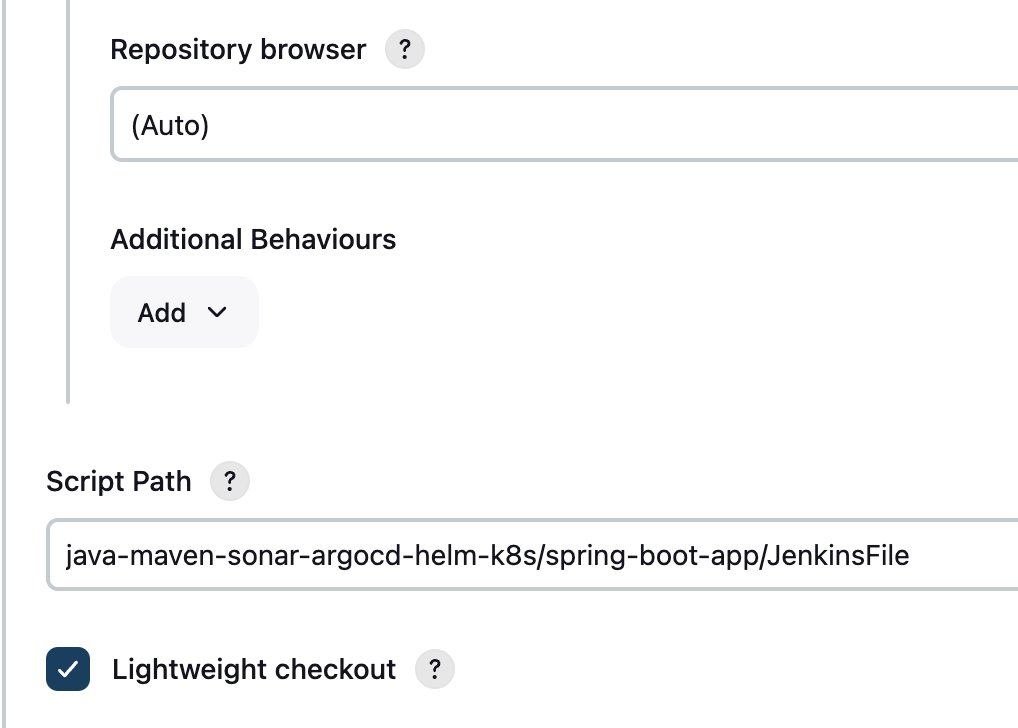 Repository browser ?
(Auto)
Additional Behaviours
Add
Script Path ?
java-maven-sonar-argocd-helm-k8s/spring-boot-app/JenkinsFile
Lightweight checkout ?